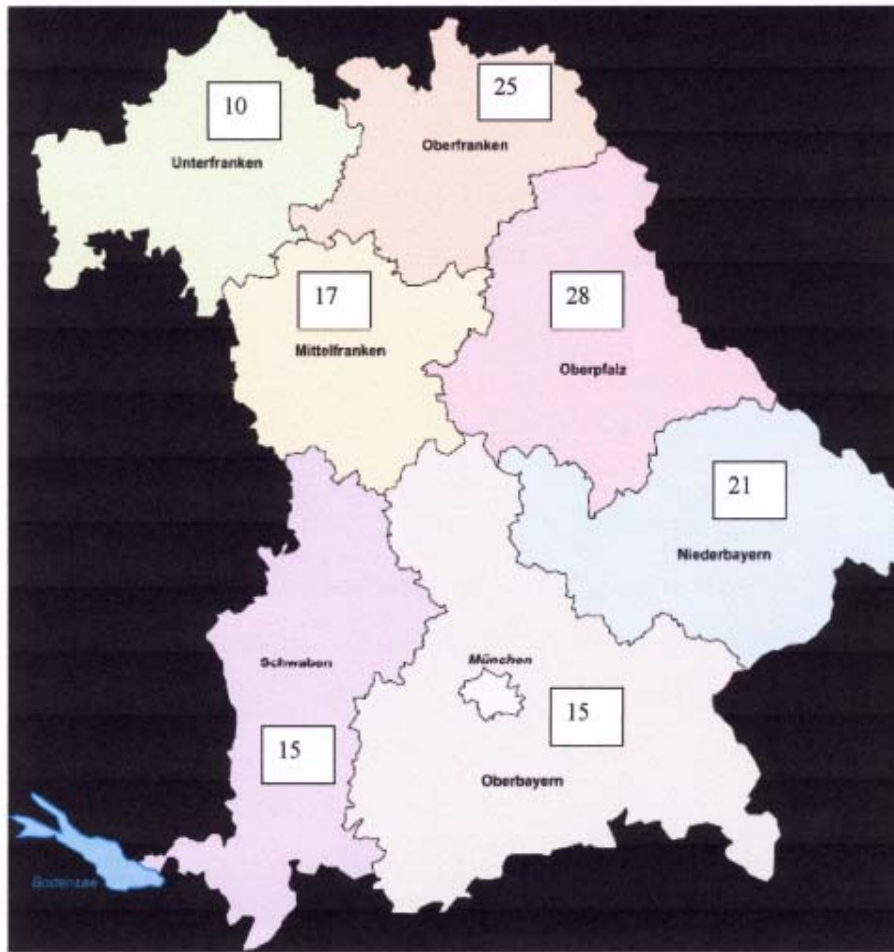 25
10
Oberfranken
Unterfranken
17
28
Mittelfranken
Oberpfalz
21
Niederbayern
Schwaben
München
15
15
Oberbayern
Bodensee